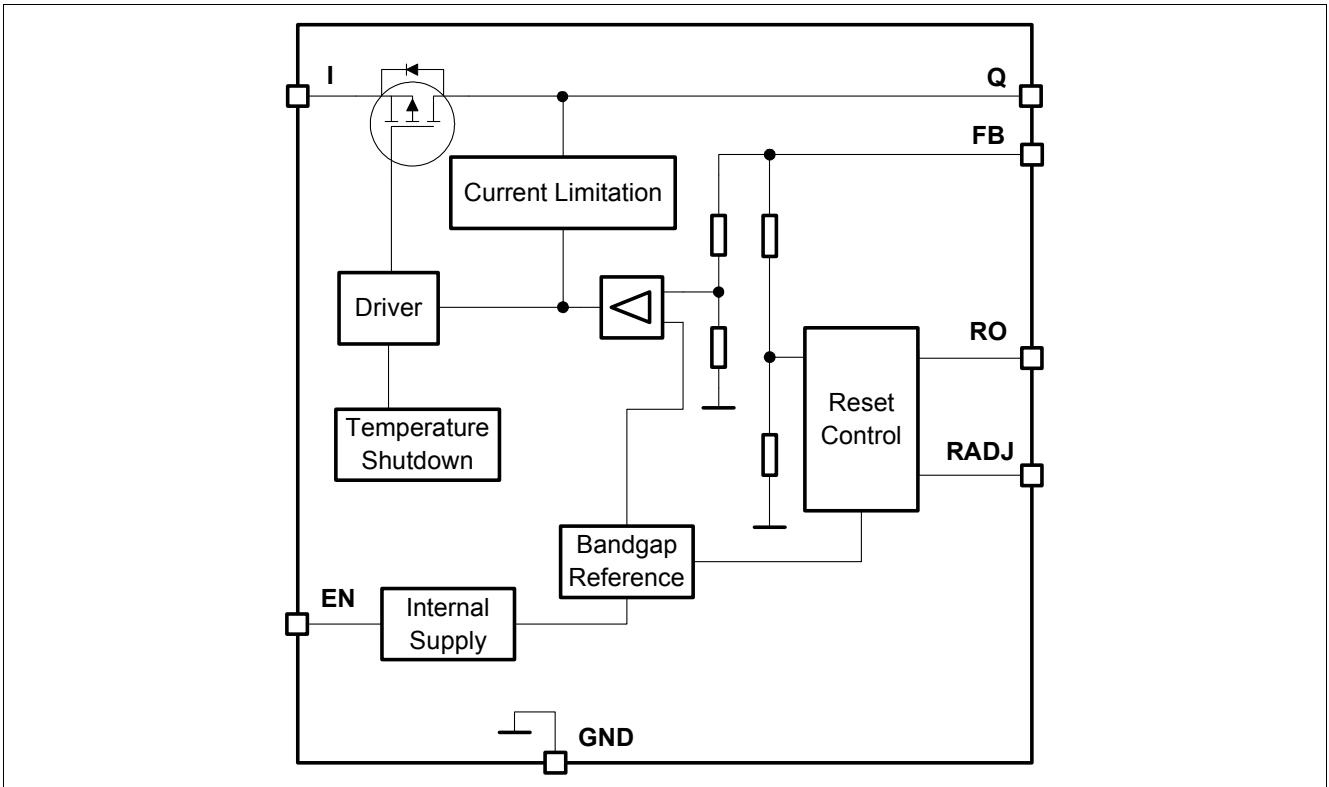 I
Q
FB
Current Limitation
Driver
RO
Reset
Control
Temperature
Shutdown
RADJ
Bandgap
Reference
EN
Internal
Supply
GND